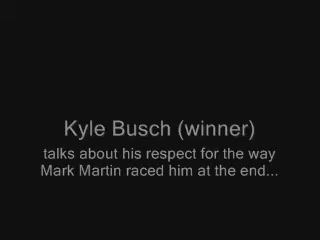 Kyle Busch (winner)
talks about his respect for the way
Mark Martin raced him at the end...